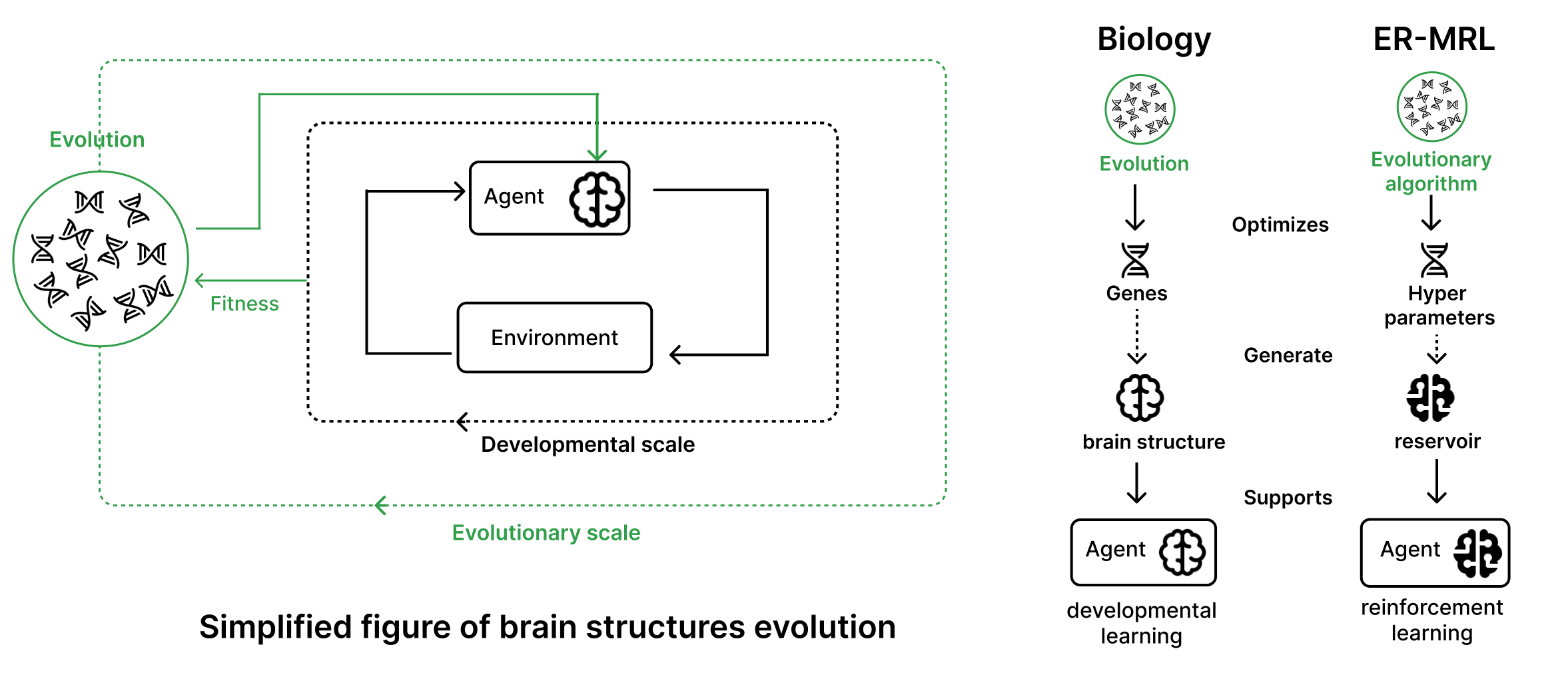 Evolution
Fitness
Agent
Environment
Developmental scale
Evolutionary scale
Simplified figure of brain structures evolution
Biology
ER-MRL
Evolution
Evolutionary
algorithm
Optimizes
Genes
Hyper
parameters
Generate
brain structure
reservoir
Supports
Agent
Agent
developmental
learning
reinforcement
learning